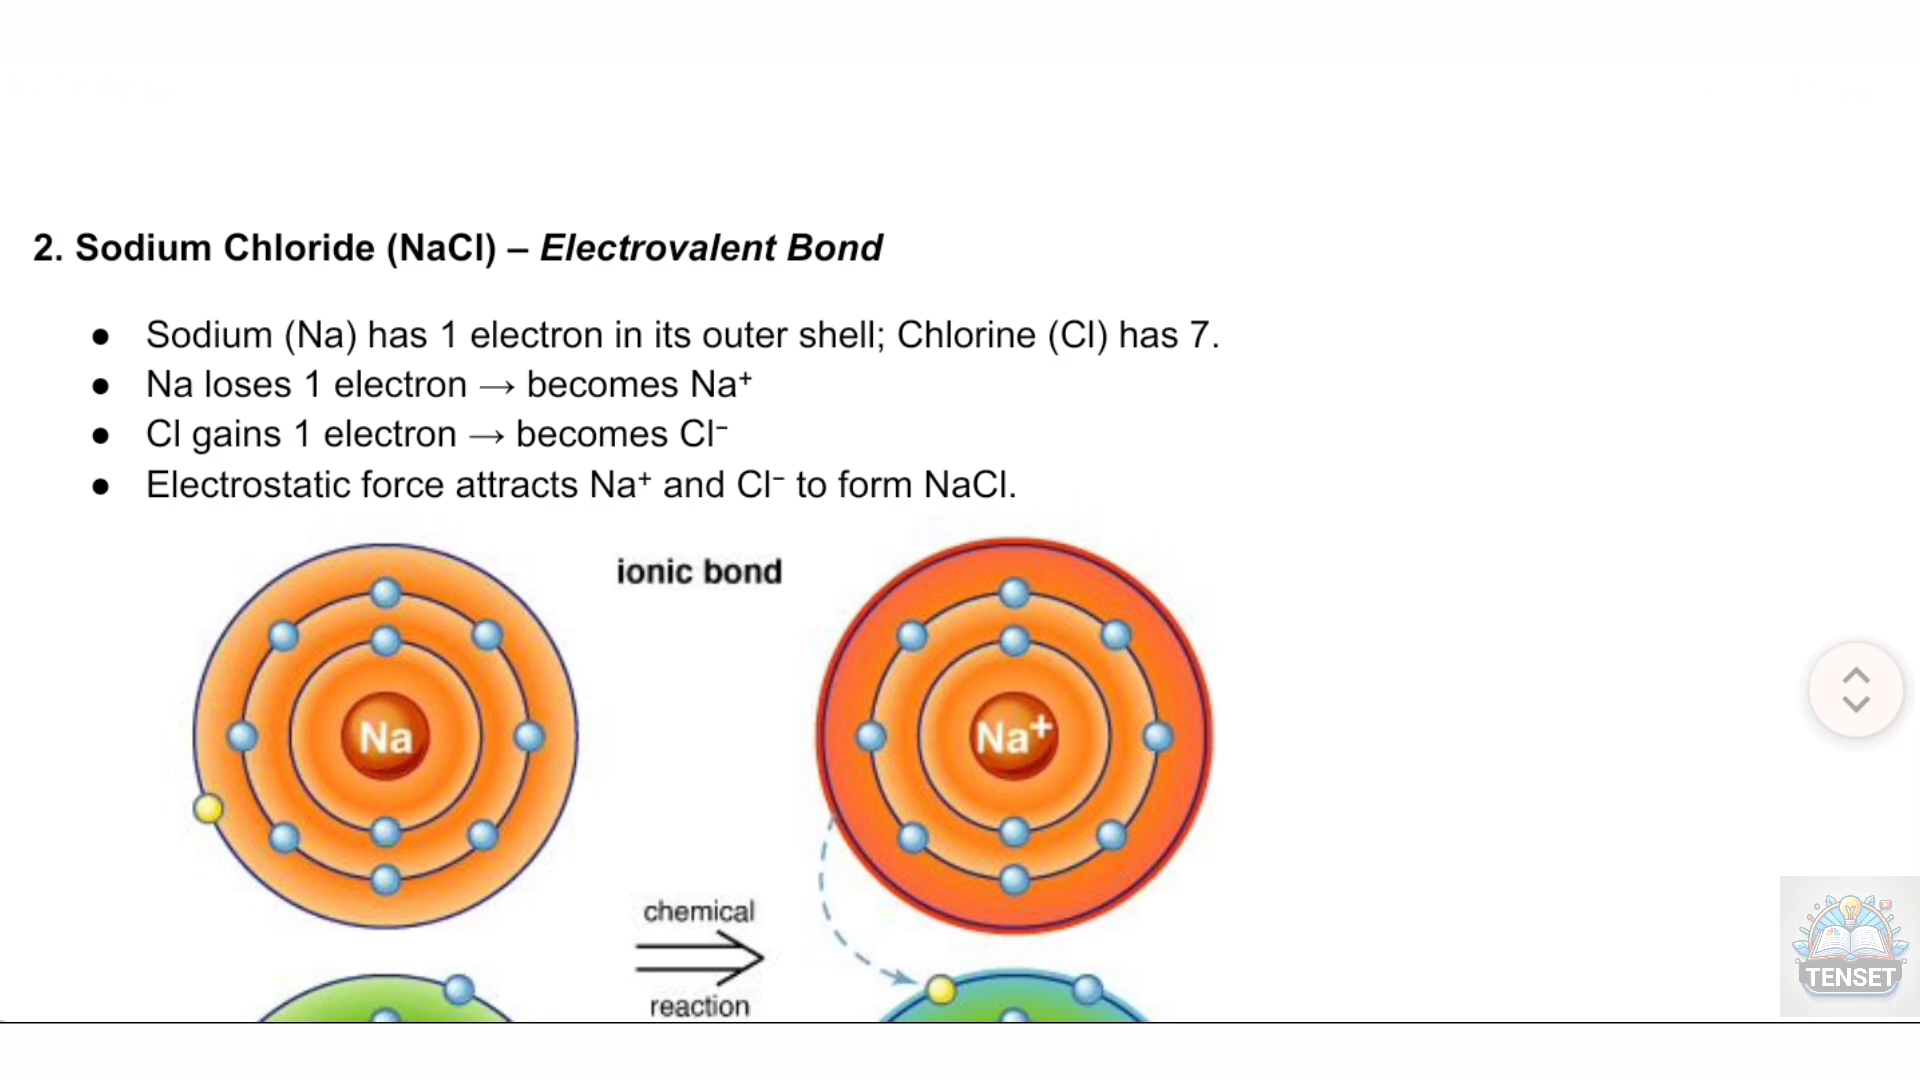 2. Sodium Chloride (NaCl) – Electrovalent Bond
● Sodium (Na) has 1 electron in its outer shell; Chlorine (Cl) has 7.
● Na loses 1 electron → becomes Na⁺
● Cl gains 1 electron → becomes Cl⁻
● Electrostatic force attracts Na⁺ and Cl⁻ to form NaCl.
ionic bond
Na
Na⁺
chemical
reaction
TENSET